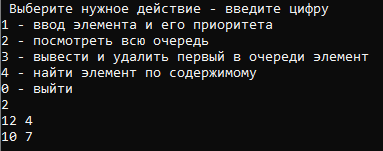 Выберите нужное действие - введите цифру
1 - ввод элемента и его приоритета
2 - посмотреть всю очередь
3 - вывести и удалить первый в очереди элемент
4 - найти элемент по содержимому
0 - выйти
2
12 4
10 7